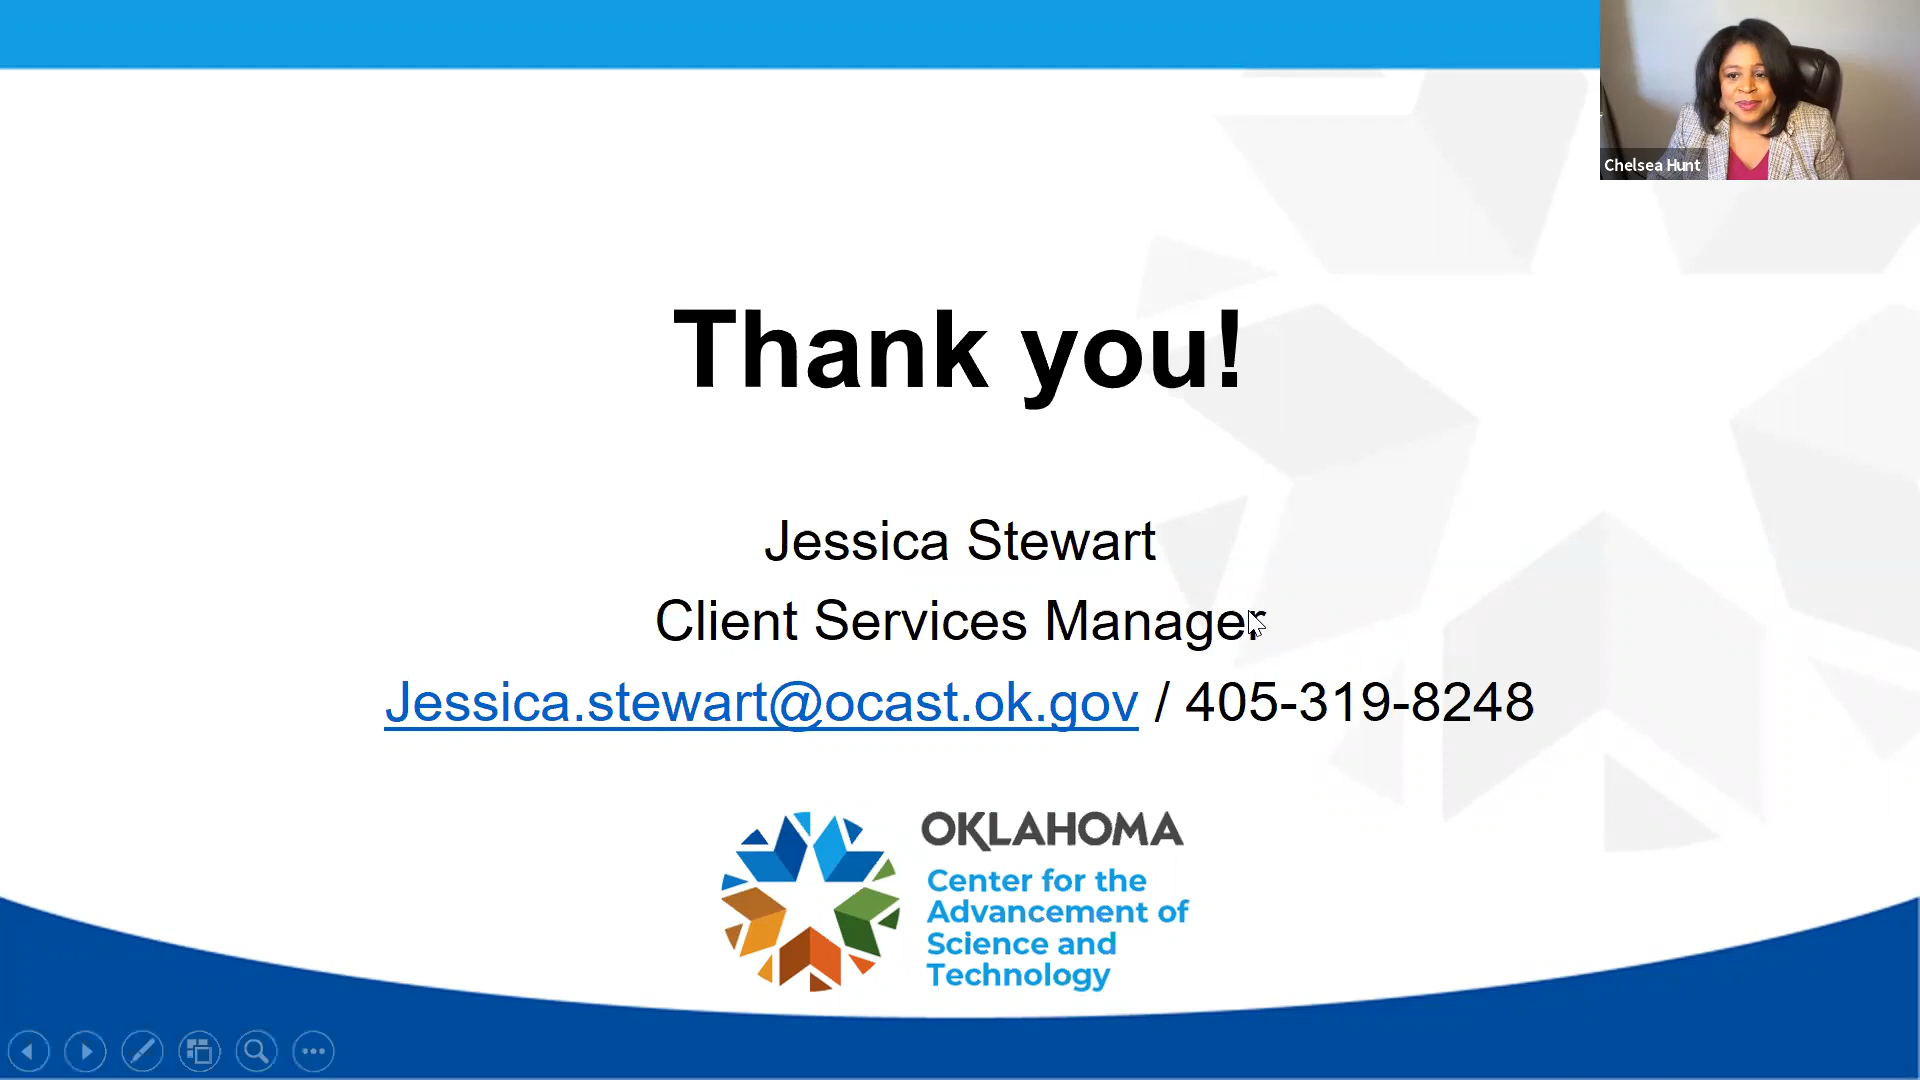 Chelsea Hunt
Thank you!
Jessica Stewart
Client Services Manager
Jessica.stewart@ocast.ok.gov / 405-319-8248
OKLAHOMA
Center for the
Advancement of
Science and
Technology